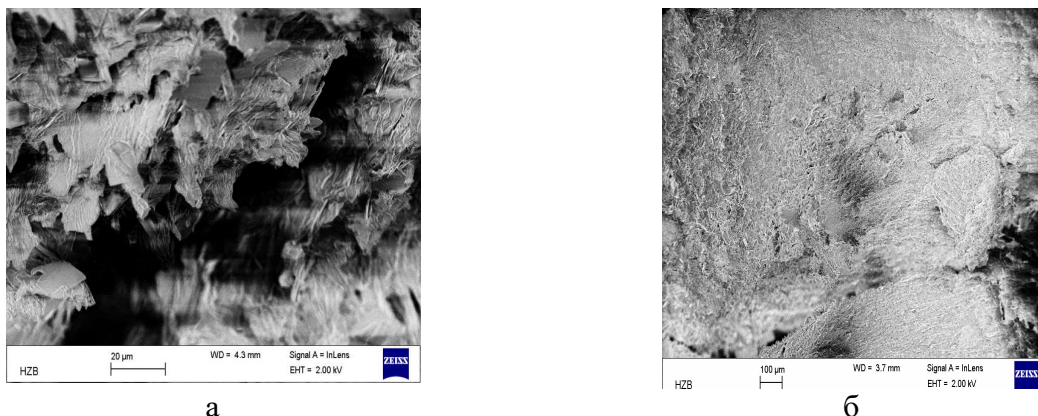 20 µm
WD = 4.3 mm
Signal A = InLens
EHT = 2.00 kV
ZEISS
HZB
а
100 µm
WD = 3.7 mm
Signal A = InLens
EHT = 2.00 kV
ZEISS
HZB
б